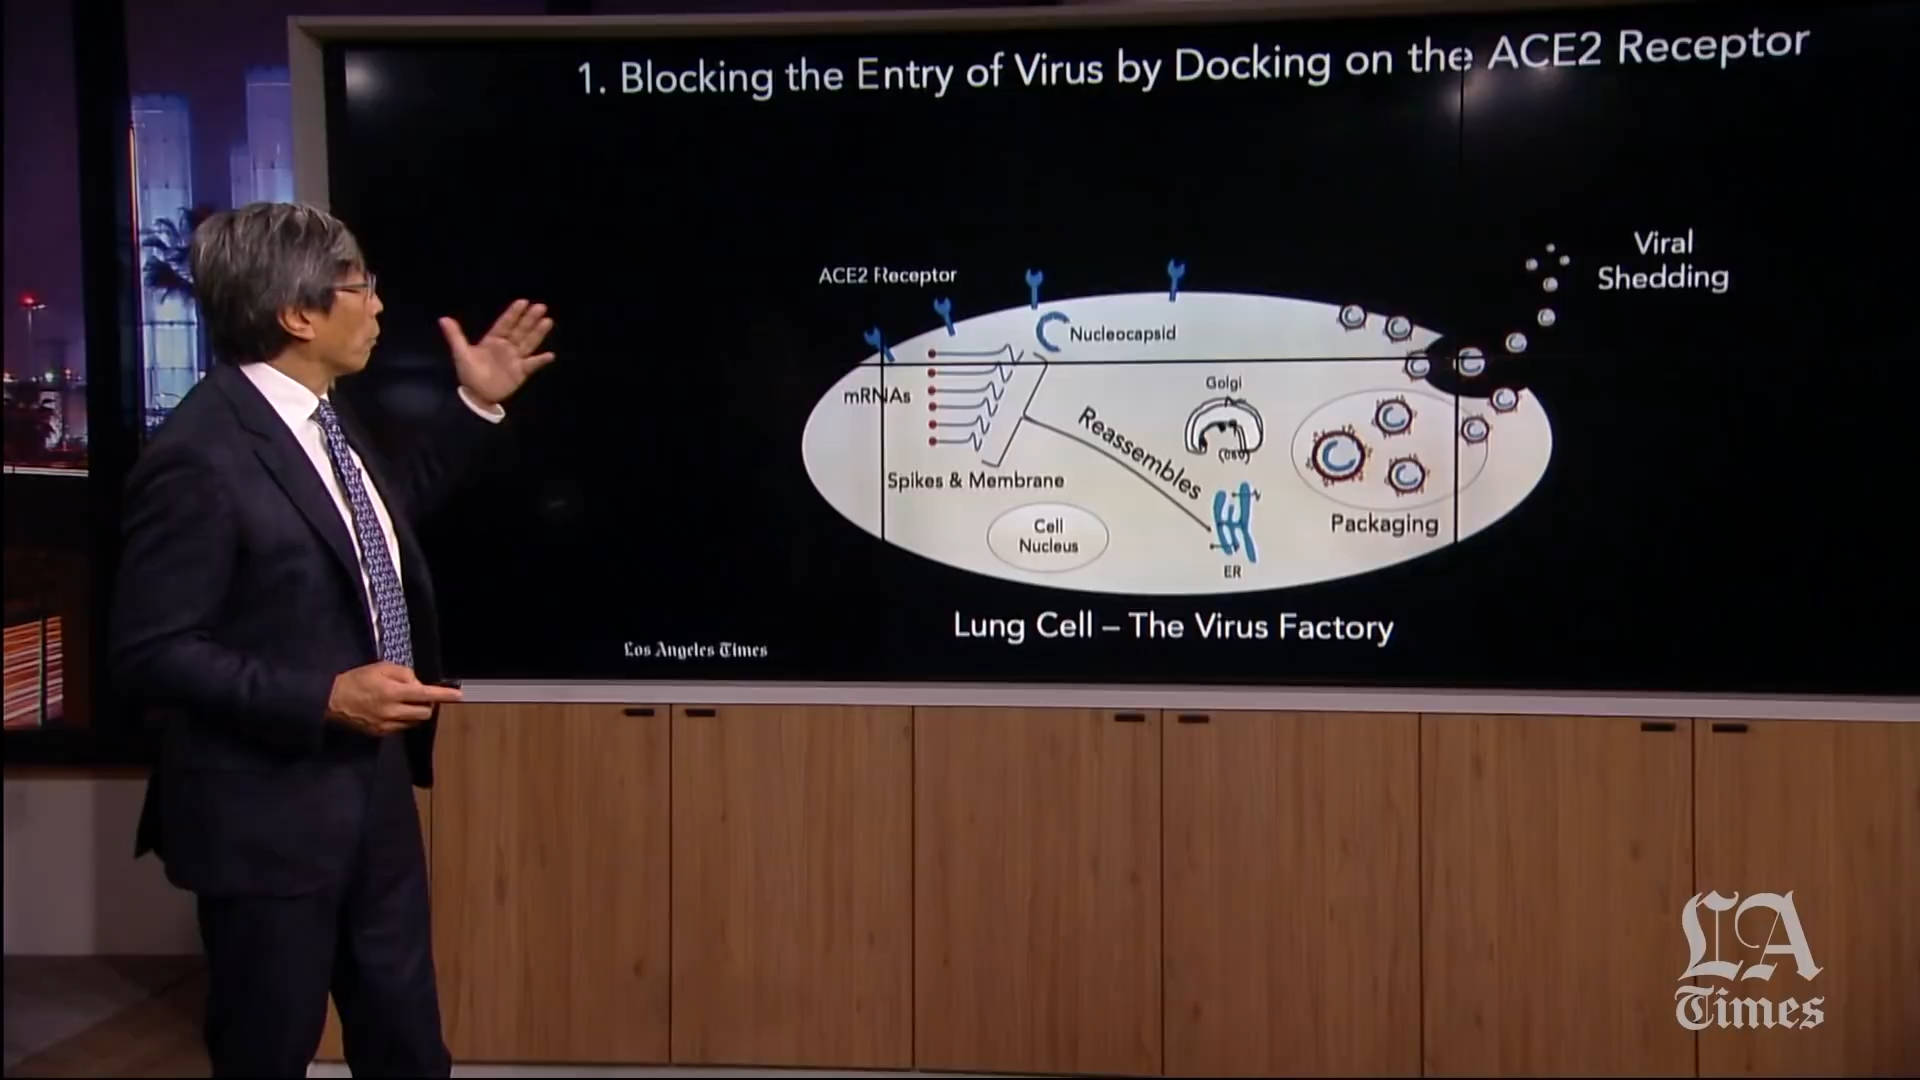 1. Blocking the Entry of Virus by Docking on the ACE2 Receptor
Viral
Shedding
ACE2 Receptor
Nucleocapsid
mRNAs
Golgi
Reassembles
Spikes & Membrane
Packaging
Cell
Nucleus
ER
Lung Cell – The Virus Factory
Los Angeles Times
LA
Times